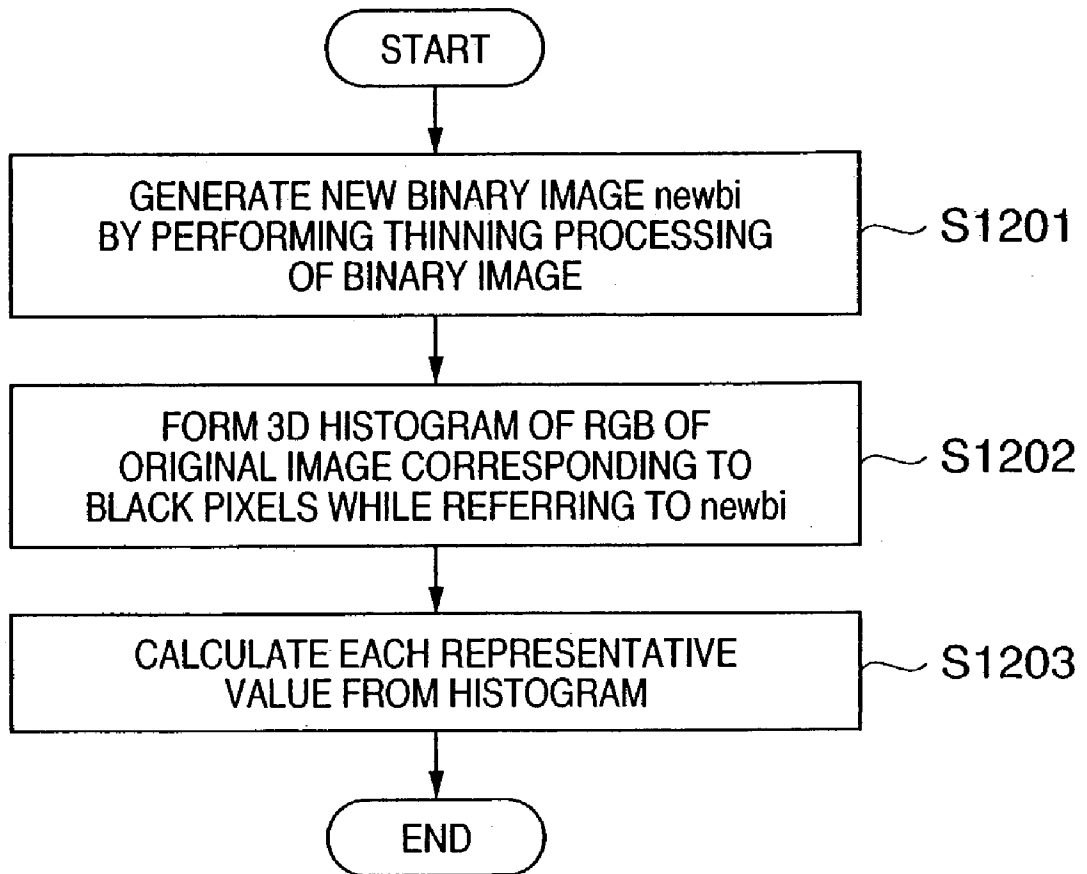 START
GENERATE NEW BINARY IMAGE newbi
BY PERFORMING THINNING PROCESSING
OF BINARY IMAGE
S1201
FORM 3D HISTOGRAM OF RGB OF
ORIGINAL IMAGE CORRESPONDING TO
BLACK PIXELS WHILE REFERRING TO newbi
S1202
CALCULATE EACH REPRESENTATIVE
VALUE FROM HISTOGRAM
S1203
END